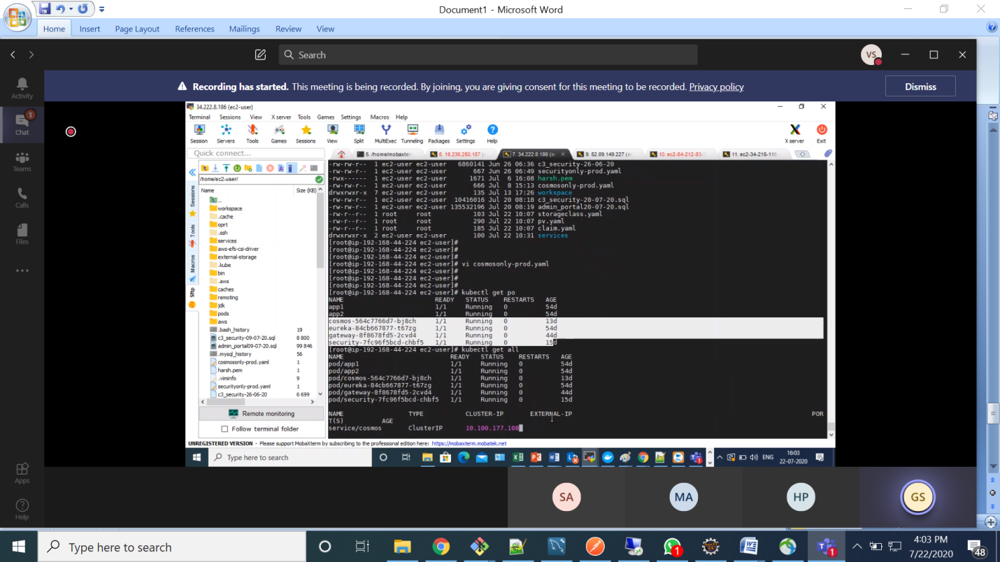 Document1 - Microsoft Word
Home Insert Page Layout References Mailings Review View
Search
VS
Activity
Chat
1
Teams
Calls
Files
Apps
Help
Recording has started. This meeting is being recorded. By joining, you are giving consent for this meeting to be recorded. Privacy policy
Dismiss
34.222.8.186 (ec2-user)
Terminal Sessions View X server Tools Games Settings Macros Help
Session Servers Tools Games Sessions View Split MultiExec Tunneling Packages Settings Help X server Exit
Quick connect...
5. /home/mobaxterm 6. 18.236.250.167 ( 7. 34.222.8.186 (ec 9. 52.89.149.227 (e 10. ec2-54-212-93- 11. ec2-34-215-116-
Sessions
Tools
Macros
Sftp
/home/ec2-user/
Name Size (KB)
..
workspace
.cache
oprt
.ssh
services
aws-efs-csi-driver
external-storage
.kube
bin
.aws
caches
remoting
jdk
pods
aws
.bash_history 19
c3_security-09-07-20.sql 8 800
admin_portal09-07-20.sql 99 846
.mysql_history 56
cosmosonly-prod.yaml 1
harsh.pem 1
.viminfo 9
securityonly-prod.yaml 1
c3_security-26-06-20 6 699
Remote monitoring
Follow terminal folder
-rw-rw-r-- 1 ec2-user ec2-user 6860141 Jun 26 06:36 c3_security-26-06-20
-rw-rw-r-- 1 ec2-user ec2-user 667 Jun 26 06:49 securityonly-prod.yaml
-rwx------ 1 ec2-user ec2-user 1671 Jul 6 16:08 harsh.pem
-rw-rw-r-- 1 ec2-user ec2-user 666 Jul 8 15:13 cosmosonly-prod.yaml
drwxrwxr-x 7 ec2-user ec2-user 135 Jul 13 17:26 workspace
-rw-rw-r-- 1 ec2-user ec2-user 10416016 Jul 20 08:18 c3_security-20-07-20.sql
-rw-rw-r-- 1 ec2-user ec2-user 135532196 Jul 20 08:19 admin_portal20-07-20.sql
-rw-r--r-- 1 root root 103 Jul 22 10:07 storageclass.yaml
-rw-r--r-- 1 root root 290 Jul 22 10:07 pv.yaml
-rw-r--r-- 1 root root 185 Jul 22 10:07 claim.yaml
drwxrwxr-x 2 ec2-user ec2-user 100 Jul 22 10:31 services
[root@ip-192-168-44-224 ec2-user]#
[root@ip-192-168-44-224 ec2-user]#
[root@ip-192-168-44-224 ec2-user]#
[root@ip-192-168-44-224 ec2-user]# vi cosmosonly-prod.yaml
[root@ip-192-168-44-224 ec2-user]#
[root@ip-192-168-44-224 ec2-user]#
[root@ip-192-168-44-224 ec2-user]#
[root@ip-192-168-44-224 ec2-user]# kubectl get po
NAME READY STATUS RESTARTS AGE
app1 1/1 Running 0 54d
app2 1/1 Running 0 54d
cosmos-564c7766d7-bj8ch 1/1 Running 0 13d
eureka-84cb667877-t67zg 1/1 Running 0 54d
gateway-8f8678fd5-2cvd4 1/1 Running 0 44d
security-7fc96f5bcd-chbf5 1/1 Running 0 15d
[root@ip-192-168-44-224 ec2-user]# kubectl get all
NAME READY STATUS RESTARTS AGE
pod/app1 1/1 Running 0 54d
pod/app2 1/1 Running 0 54d
pod/cosmos-564c7766d7-bj8ch 1/1 Running 0 13d
pod/eureka-84cb667877-t67zg 1/1 Running 0 54d
pod/gateway-8f8678fd5-2cvd4 1/1 Running 0 44d
pod/security-7fc96f5bcd-chbf5 1/1 Running 0 15d
NAME TYPE CLUSTER-IP EXTERNAL-IP POR
T(S) AGE
service/cosmos ClusterIP 10.100.177.108
UNREGISTERED VERSION - Please support MobaXterm by subscribing to the professional edition here: https://mobaxterm.mobatek.net
Type here to search
ENG
16:03
22-07-2020
SA MA HP GS
Type here to search
1
1
4:03 PM
7/22/2020
48